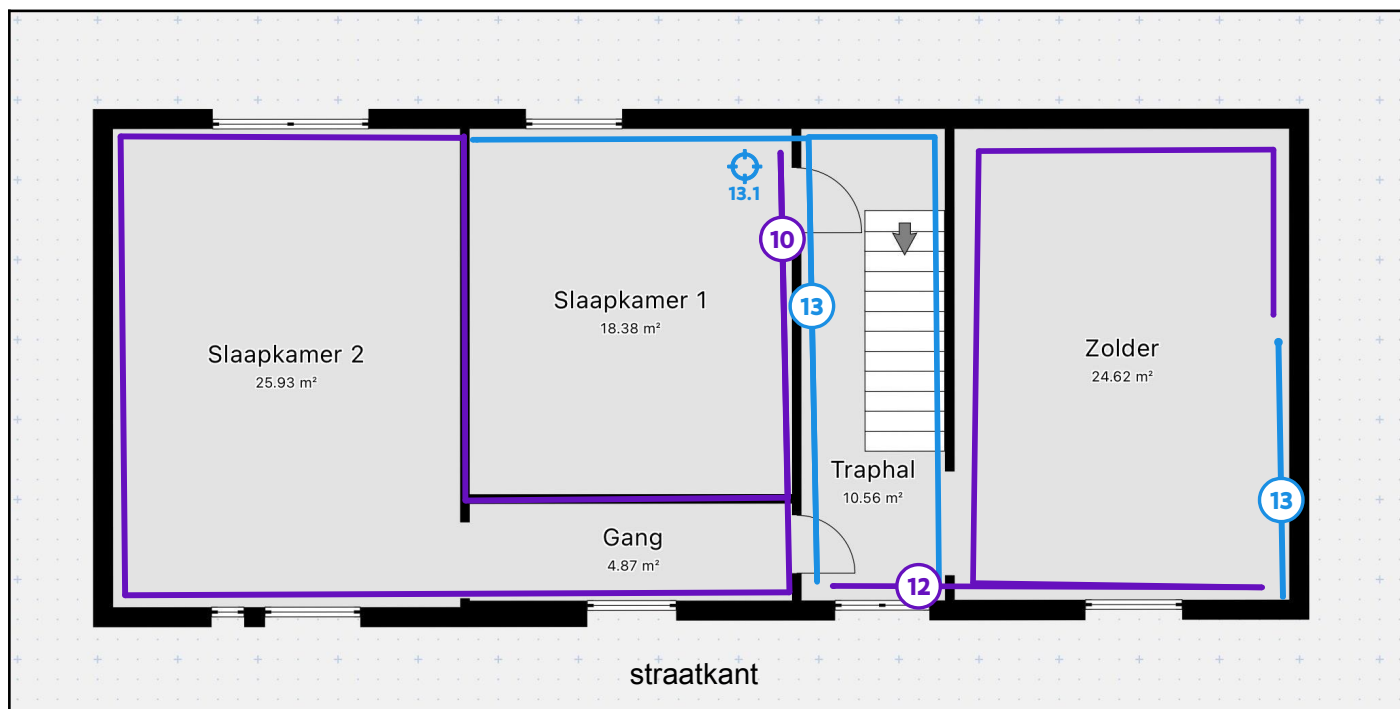 13.1
10
13
Slaapkamer 1
18.38 m²
Slaapkamer 2
25.93 m²
Zolder
24.62 m²
Traphal
10.56 m²
13
Gang
4.87 m²
12
straatkant